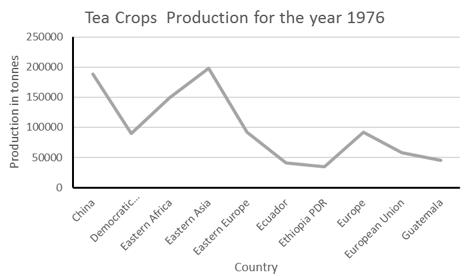 Tea Crops Production for the year 1976
Production in tonnes
250000
200000
150000
100000
50000
0
China
Democratic...
Eastern Africa
Eastern Asia
Eastern Europe
Ecuador
Ethiopia PDR
Europe
European Union
Guatemala
Country